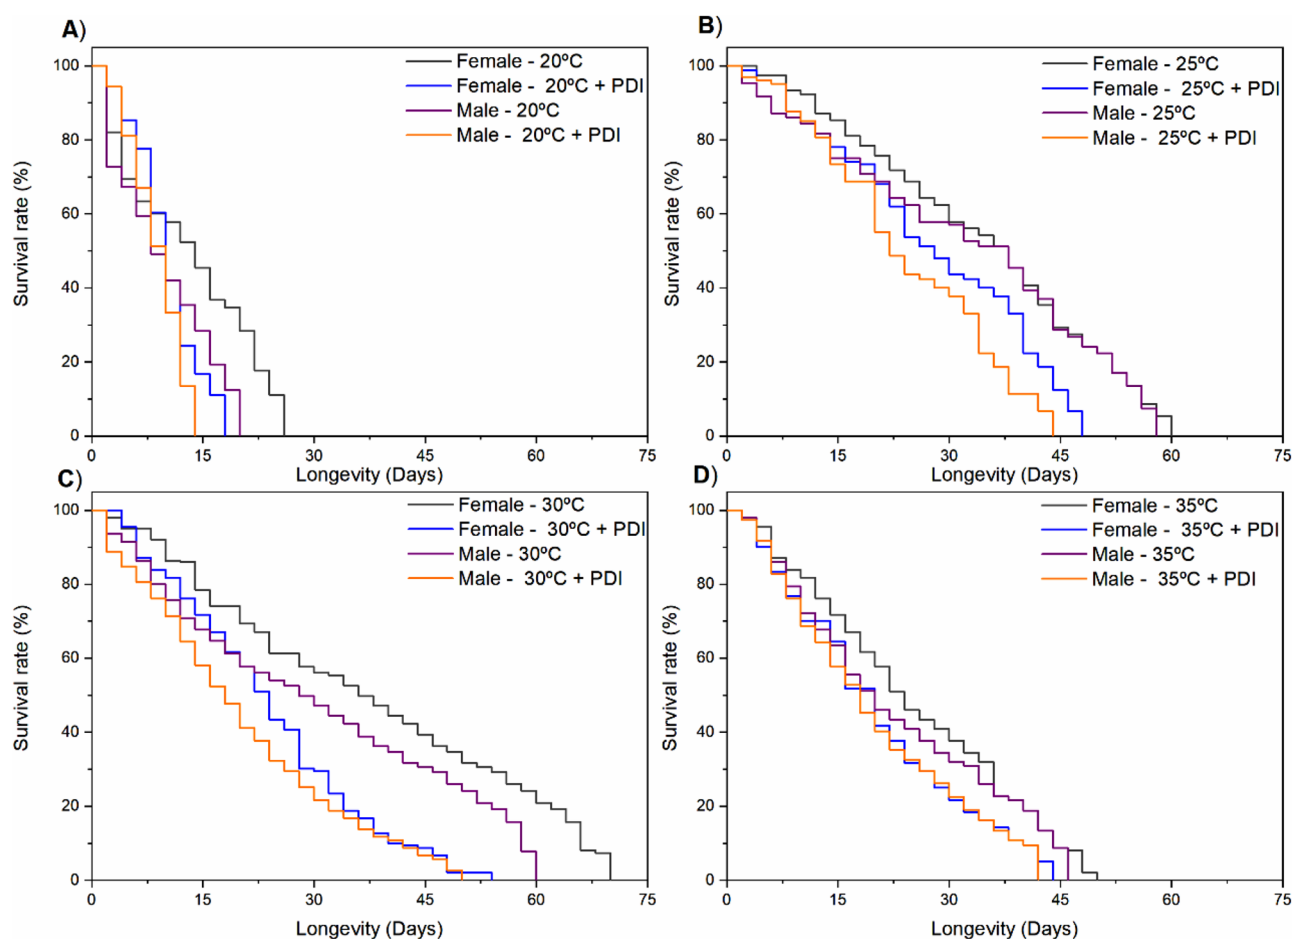 A)
Female - 20ºC
Female - 20ºC + PDI
Male - 20ºC
Male - 20ºC + PDI
Survival rate (%)
100
80
60
40
20
0
0 15 30 45 60 75
Longevity (Days)
B)
Female - 25ºC
Female - 25ºC + PDI
Male - 25ºC
Male - 25ºC + PDI
Survival rate (%)
100
80
60
40
20
0
0 15 30 45 60 75
Longevity (Days)
C)
Female - 30ºC
Female - 30ºC + PDI
Male - 30ºC
Male - 30ºC + PDI
Survival rate (%)
100
80
60
40
20
0
0 15 30 45 60 75
Longevity (Days)
D)
Female - 35ºC
Female - 35ºC + PDI
Male - 35ºC
Male - 35ºC + PDI
Survival rate (%)
100
80
60
40
20
0
0 15 30 45 60 75
Longevity (Days)